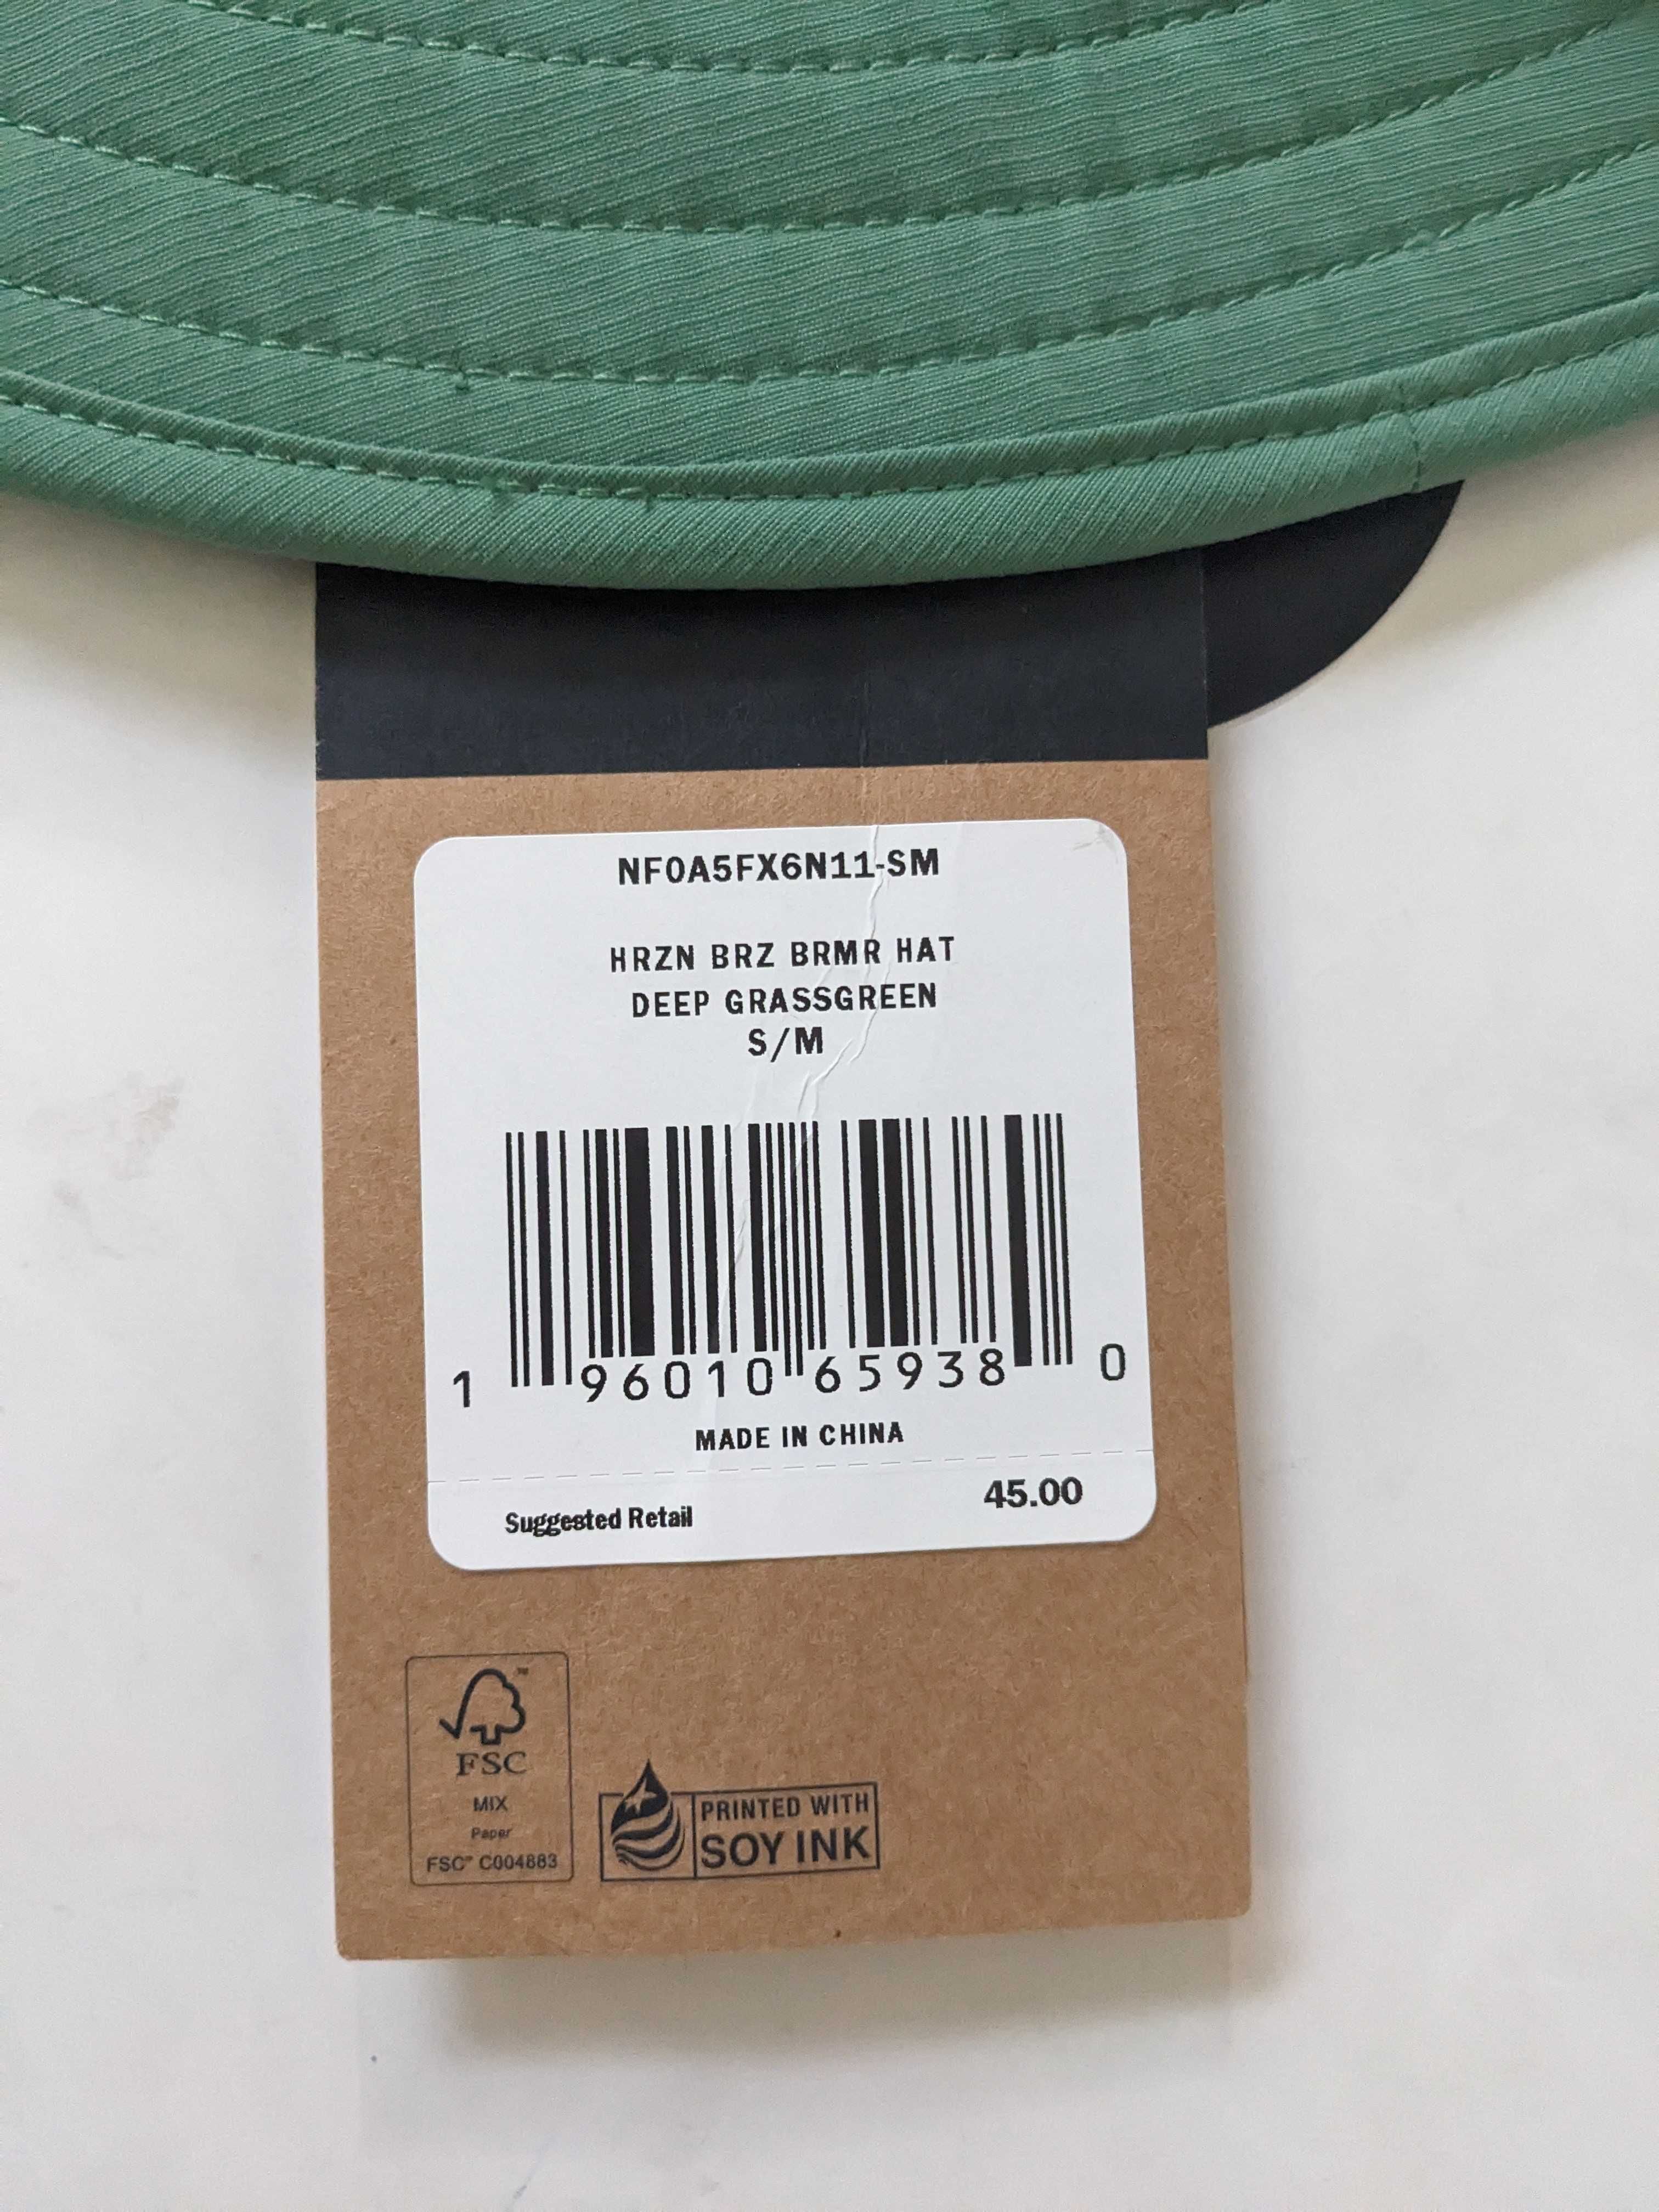 NF0A5FX6N11-SM
HRZN BRZ BRMR HAT
DEEP GRASSGREEN
S/M
1 96010 65938 0
MADE IN CHINA
Suggested Retail 45.00
FSC™
MIX
Paper
FSC™ C004883
PRINTED WITH
SOY INK